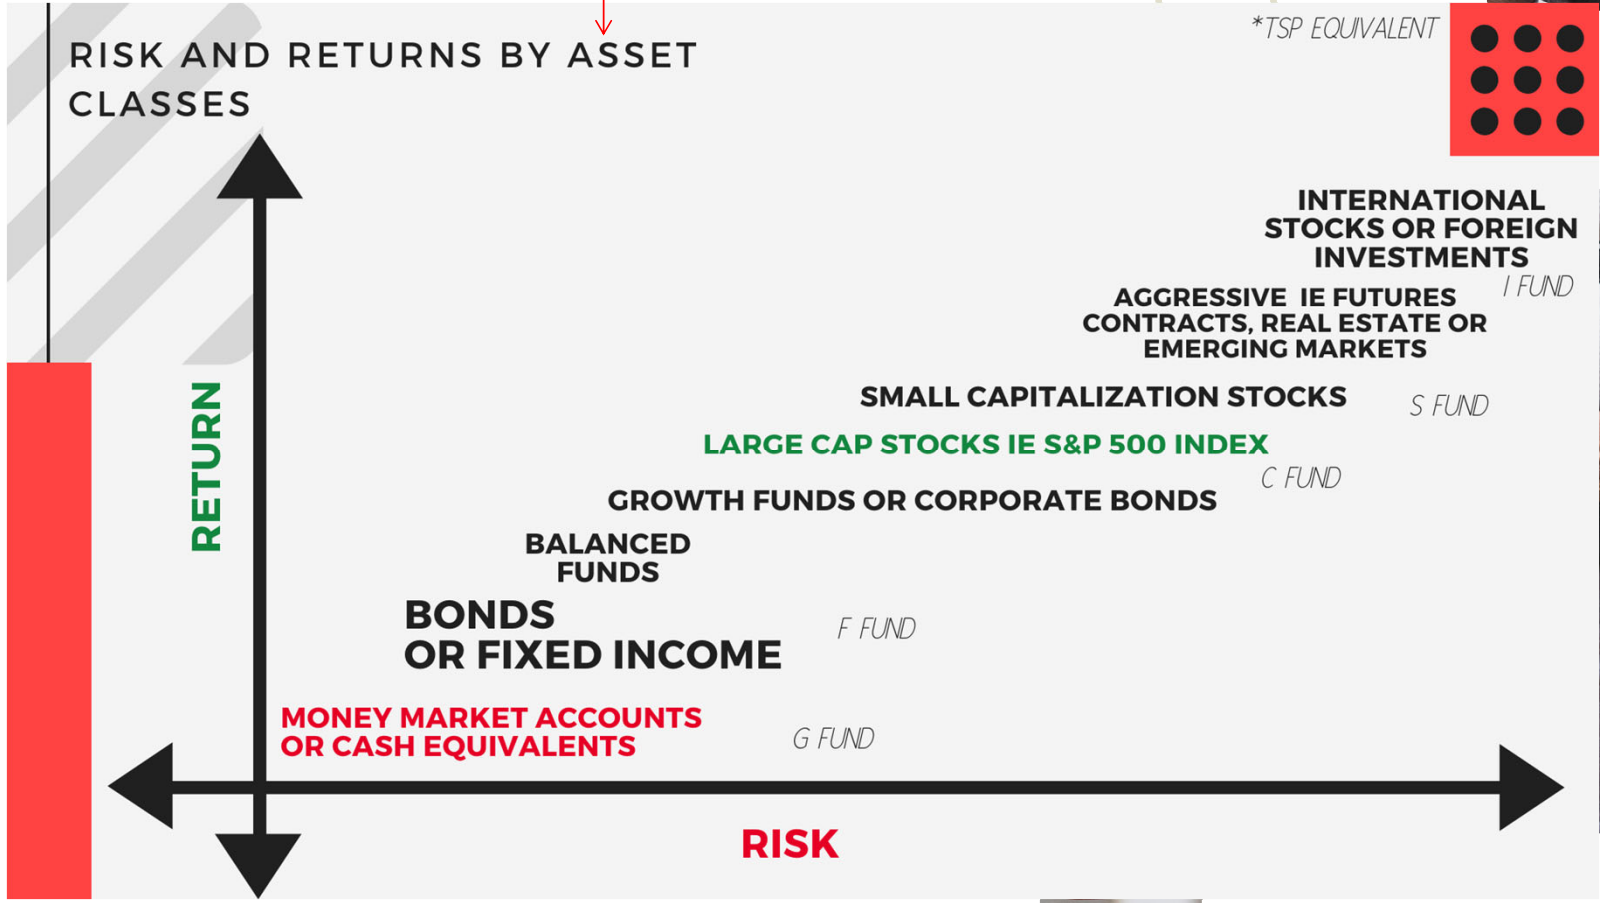 *TSP EQUIVALENT
RISK AND RETURNS BY ASSET
CLASSES
INTERNATIONAL
STOCKS OR FOREIGN
INVESTMENTS
I FUND
AGGRESSIVE IE FUTURES
CONTRACTS, REAL ESTATE OR
EMERGING MARKETS
SMALL CAPITALIZATION STOCKS
S FUND
LARGE CAP STOCKS IE S&P 500 INDEX
C FUND
GROWTH FUNDS OR CORPORATE BONDS
BALANCED
FUNDS
BONDS
OR FIXED INCOME
F FUND
MONEY MARKET ACCOUNTS
OR CASH EQUIVALENTS
G FUND
RETURN
RISK